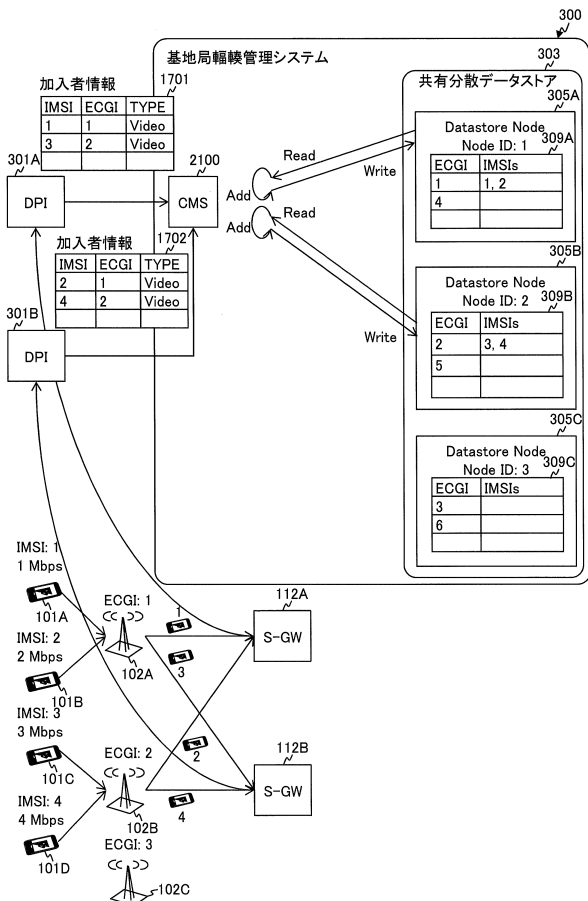 300
基地局輻輳管理システム
303
共有分散データストア
加入者情報
1701
IMSI ECGI TYPE
1 1 Video
3 2 Video
305A
Datastore Node
Node ID: 1
309A
ECGI IMSIs
1 1, 2
4
301A
DPI
2100
CMS
Read
Add
Write
Read
Add
Write
加入者情報
1702
IMSI ECGI TYPE
2 1 Video
4 2 Video
305B
Datastore Node
Node ID: 2
309B
ECGI IMSIs
2 3, 4
5
301B
DPI
305C
Datastore Node
Node ID: 3
309C
ECGI IMSIs
3
6
IMSI: 1
1 Mbps
101A
ECGI: 1
102A
1
3
112A
S-GW
IMSI: 2
2 Mbps
101B
IMSI: 3
3 Mbps
101C
ECGI: 2
102B
2
4
112B
S-GW
IMSI: 4
4 Mbps
101D
ECGI: 3
102C